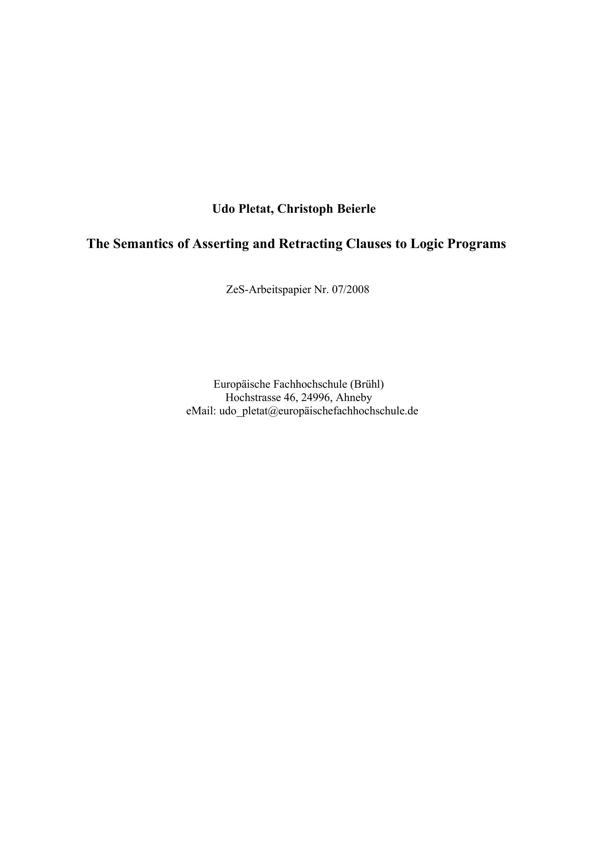 Udo Pletat, Christoph Beierle
The Semantics of Asserting and Retracting Clauses to Logic Programs
ZeS-Arbeitspapier Nr. 07/2008
Europäische Fachhochschule (Brühl)
Hochstrasse 46, 24996, Ahneby
eMail: udo_pletat@europäischefachhochschule.de